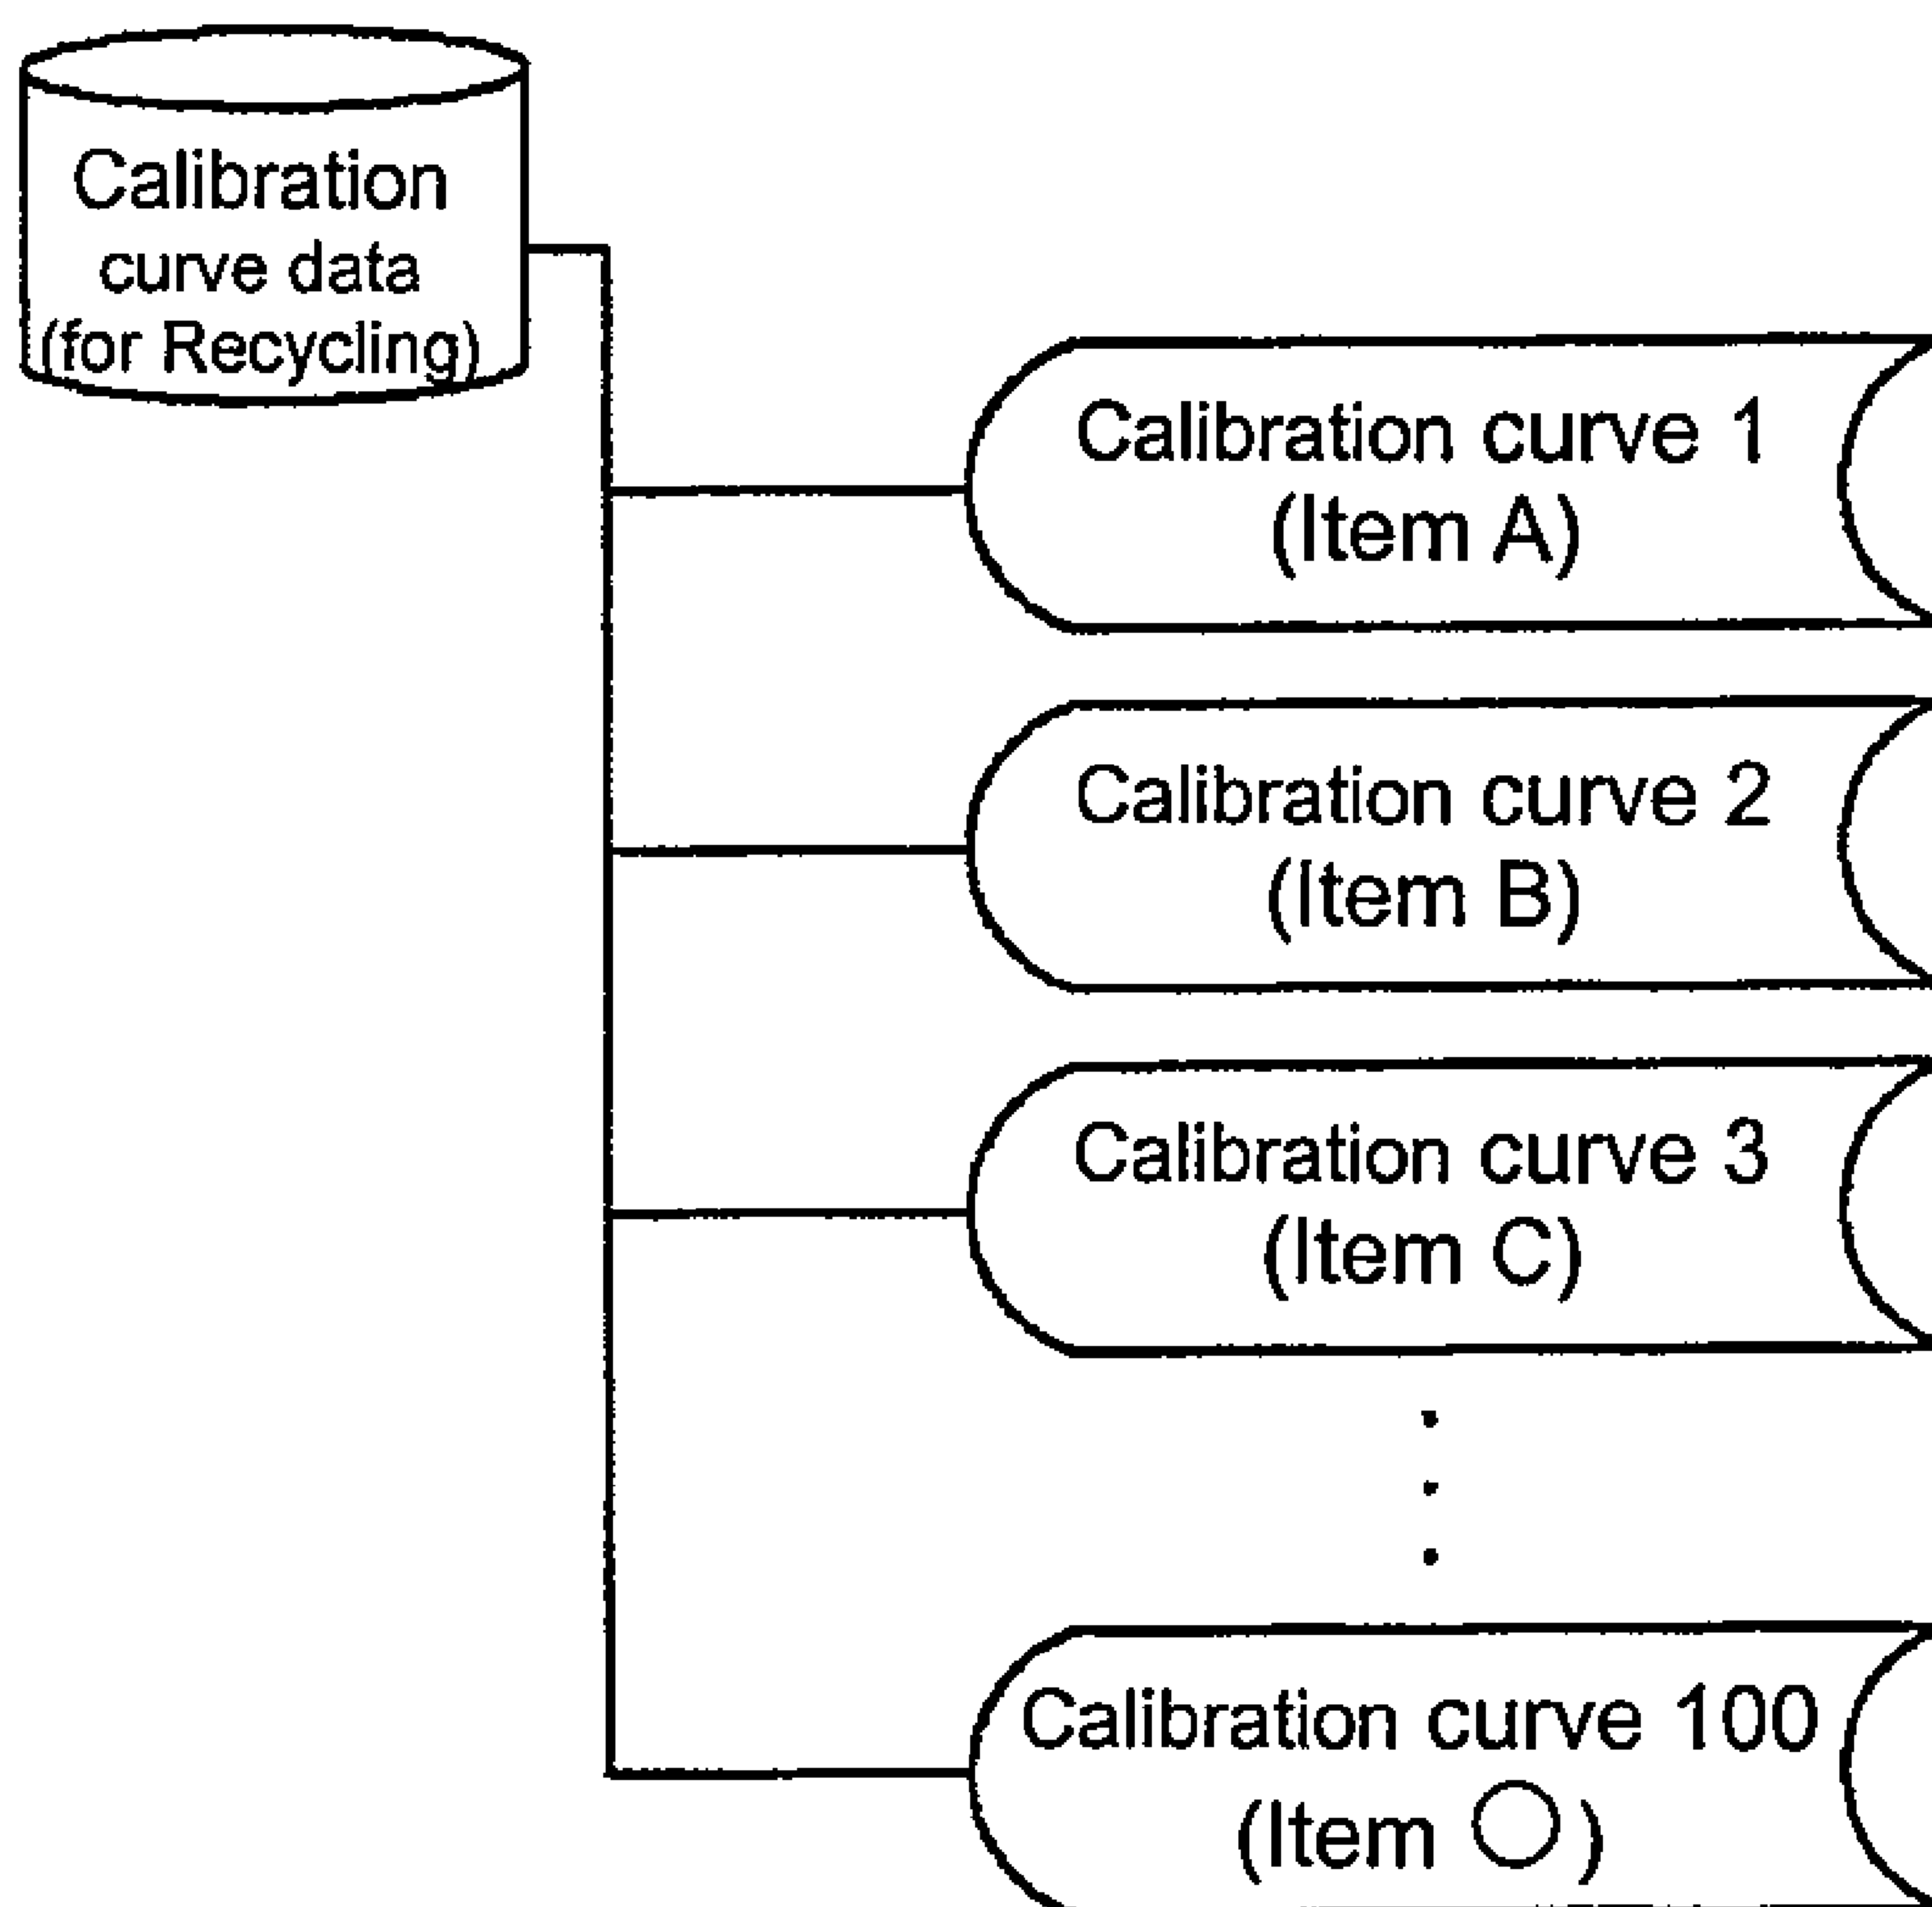 Calibration
curve data
(for Recycling)
Calibration curve 1
(Item A)
Calibration curve 2
(Item B)
Calibration curve 3
(Item C)
Calibration curve 100
(Item ○)